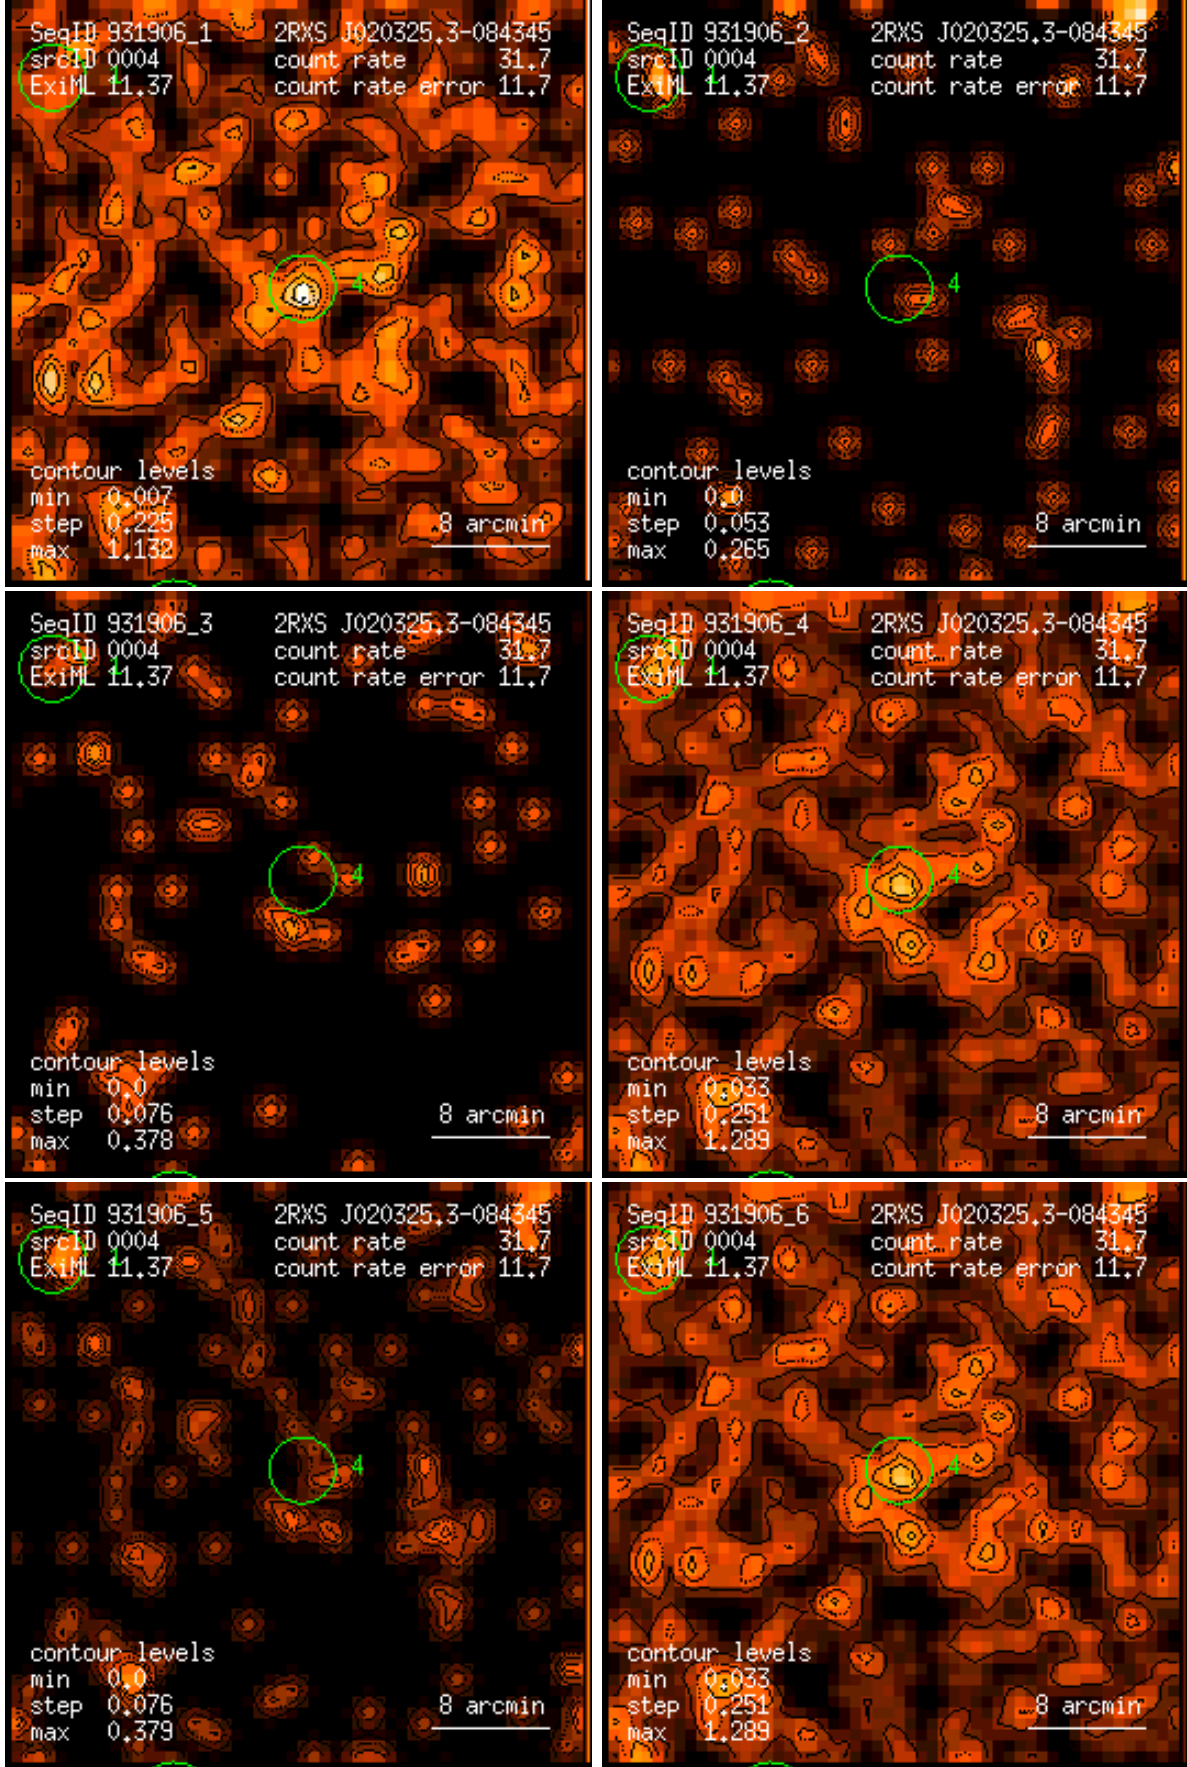 SeqID 931906_1 2RXS J020325.3-084345
srcID 0004 count rate 31.7
ExiML 11.37 count rate error 11.7
1
4
contour levels
min 0.007
step 0.225 8 arcmin
max 1.132
SeqID 931906_2 2RXS J020325.3-084345
srcID 0004 count rate 31.7
ExiML 11.37 count rate error 11.7
1
4
contour levels
min 0.0
step 0.053 8 arcmin
max 0.265
SeqID 931906_3 2RXS J020325.3-084345
srcID 0004 count rate 31.7
ExiML 11.37 count rate error 11.7
1
4
contour levels
min 0.0
step 0.076 8 arcmin
max 0.378
SeqID 931906_4 2RXS J020325.3-084345
srcID 0004 count rate 31.7
ExiML 11.37 count rate error 11.7
1
4
contour levels
min 0.033
step 0.251 8 arcmin
max 1.289
SeqID 931906_5 2RXS J020325.3-084345
srcID 0004 count rate 31.7
ExiML 11.37 count rate error 11.7
1
4
contour levels
min 0.0
step 0.076 8 arcmin
max 0.379
SeqID 931906_6 2RXS J020325.3-084345
srcID 0004 count rate 31.7
ExiML 11.37 count rate error 11.7
1
4
contour levels
min 0.033
step 0.251 8 arcmin
max 1.289